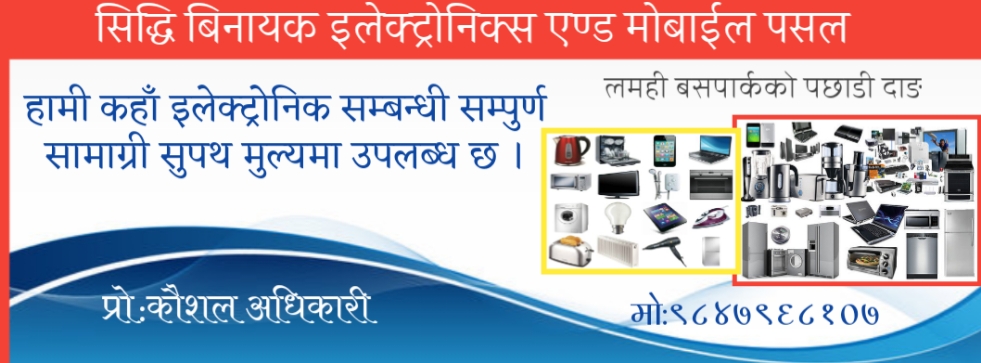 सिद्धि बिनायक इलेक्ट्रोनिक्स एण्ड मोबाईल पसल
लमही बसपार्कको पछाडी दाङ
हामी कहाँ इलेक्ट्रोनिक सम्बन्धी सम्पुर्ण
सामाग्री सुपथ मुल्यमा उपलब्ध छ ।
प्रो:कौशल अधिकारी
मो:९८४७९६८१०७